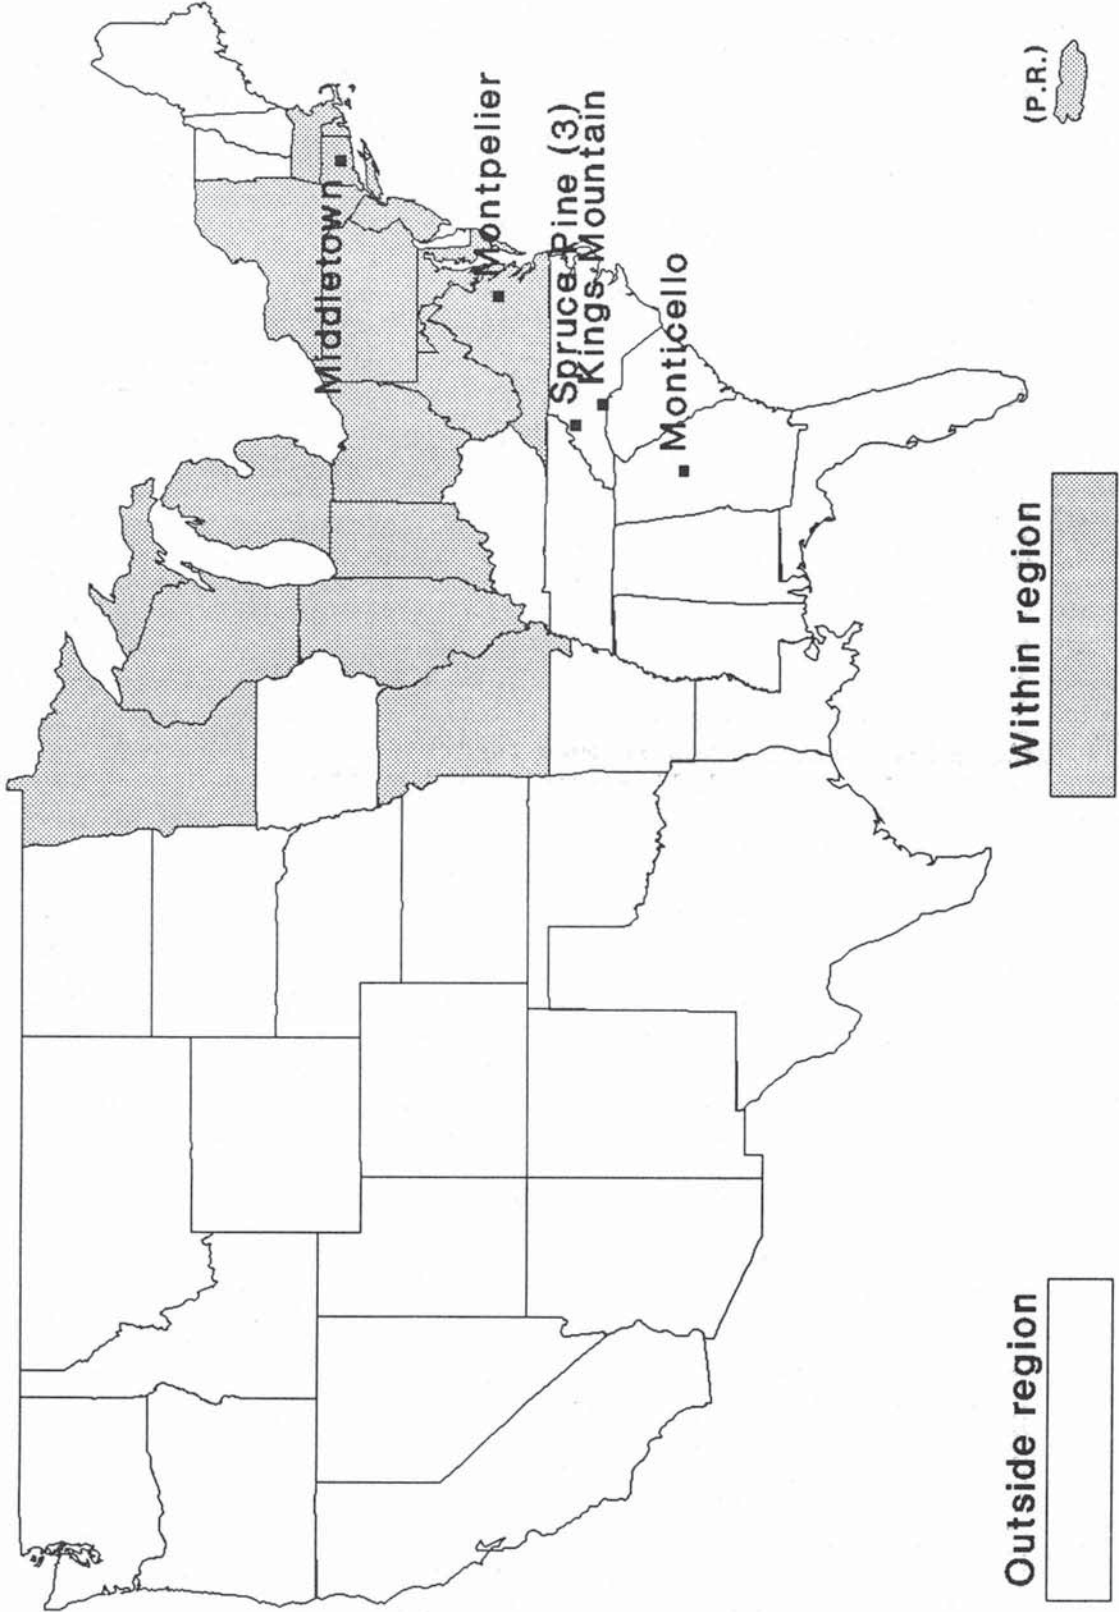 Middletown
Montpelier
Spruce Pine (3)
Kings Mountain
Monticello
(P.R.)
Outside region
Within region